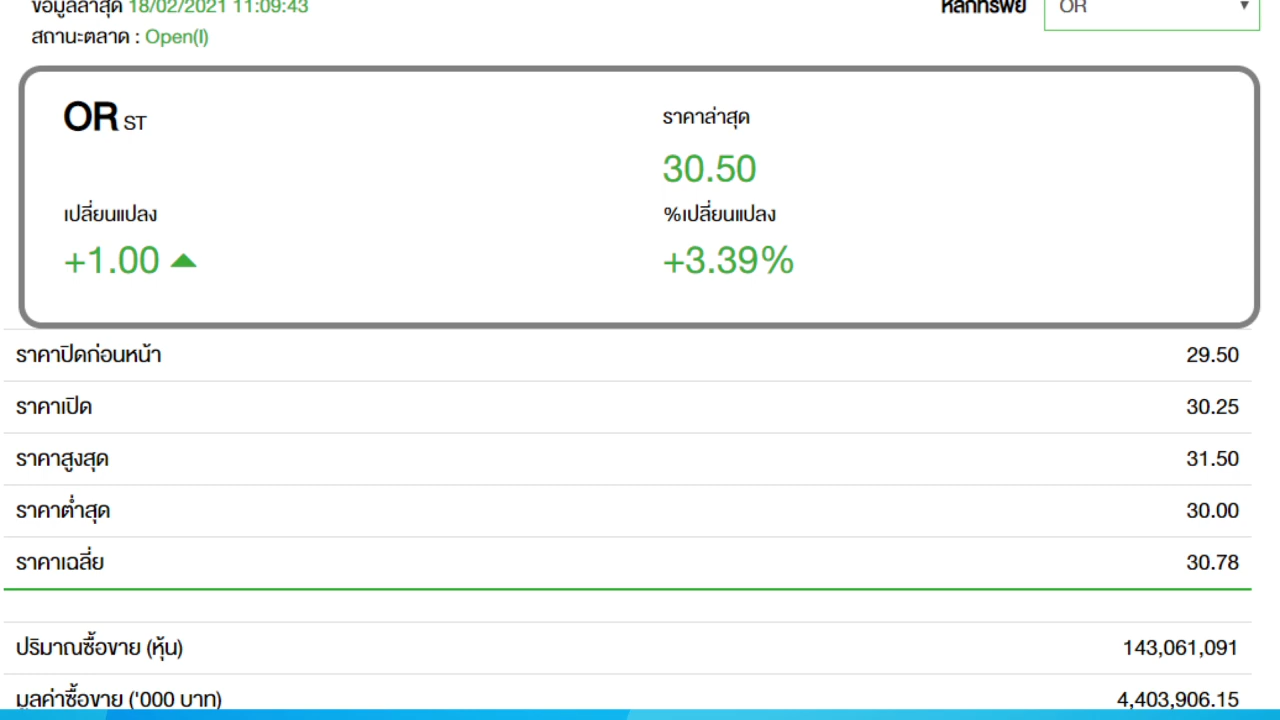 ข้อมูลล่าสุด 18/02/2021 11:09:43
หลักทรัพย์ OR
สถานะตลาด : Open(I)
OR ST
ราคาล่าสุด
30.50
เปลี่ยนแปลง
%เปลี่ยนแปลง
+1.00
+3.39%
ราคาปิดก่อนหน้า 29.50
ราคาเปิด 30.25
ราคาสูงสุด 31.50
ราคาต่ำสุด 30.00
ราคาเฉลี่ย 30.78
ปริมาณซื้อขาย (หุ้น) 143,061,091
มูลค่าซื้อขาย ('000 บาท) 4,403,906.15